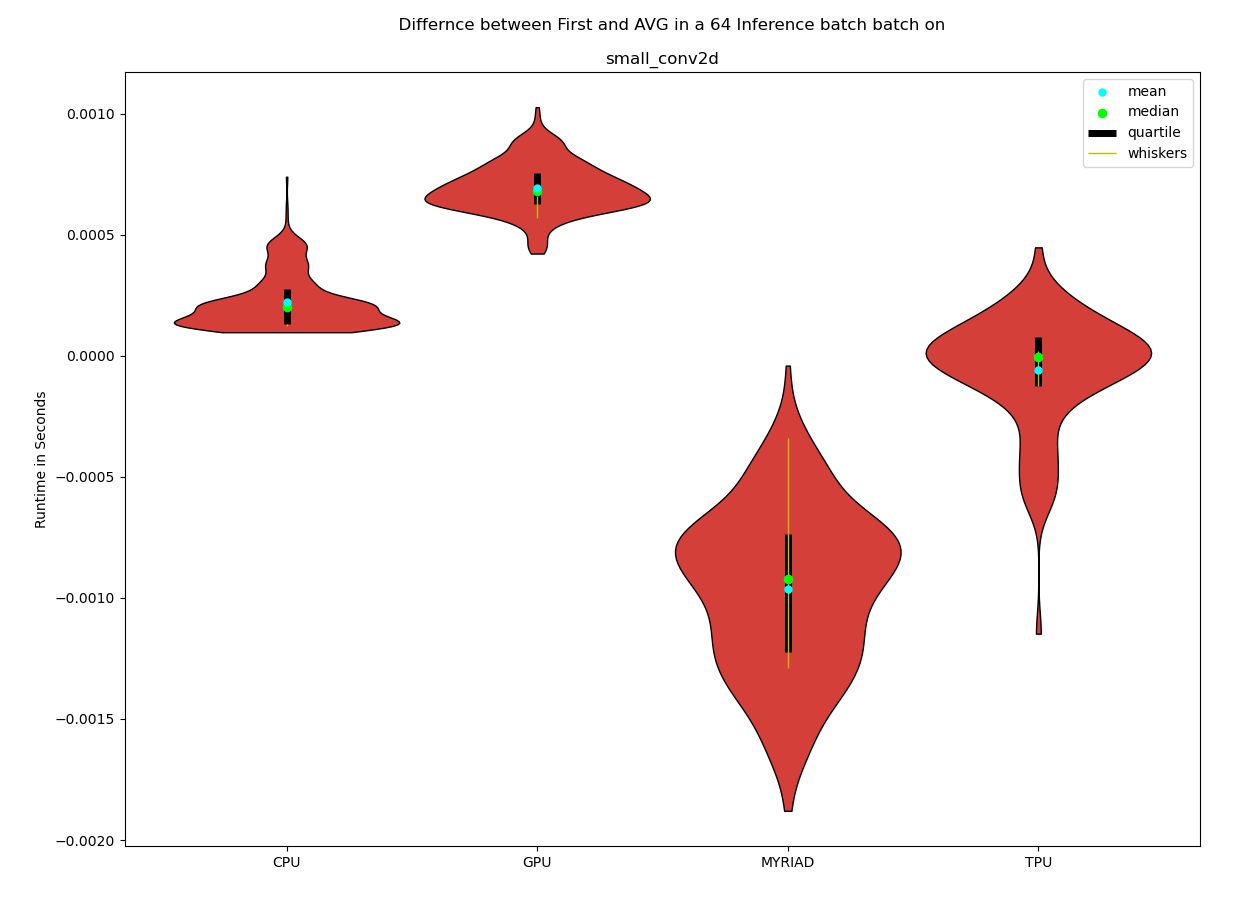 Differnce between First and AVG in a 64 Inference batch batch on
small_conv2d
mean
median
quartile
whiskers
0.0010
0.0005
0.0000
−0.0005
−0.0010
−0.0015
−0.0020
Runtime in Seconds
CPU
GPU
MYRIAD
TPU